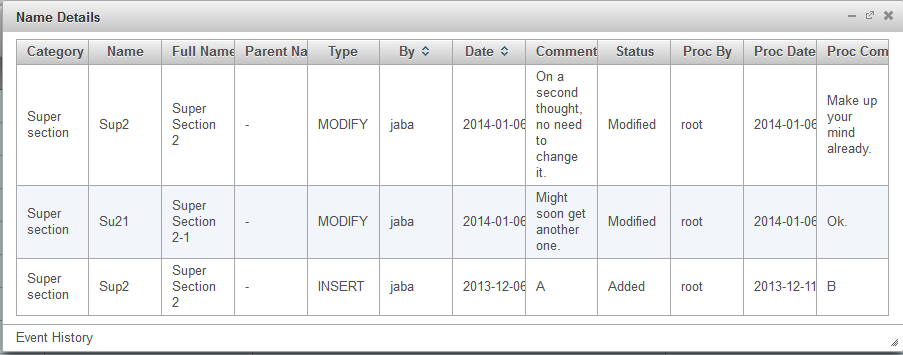 Name Details
Category Name Full Name Parent Na Type By Date Comment Status Proc By Proc Date Proc Com
Super section Sup2 Super Section 2 - MODIFY jaba 2014-01-06 On a second thought, no need to change it. Modified root 2014-01-06 Make up your mind already.
Super section Su21 Super Section 2-1 - MODIFY jaba 2014-01-06 Might soon get another one. Modified root 2014-01-06 Ok.
Super section Sup2 Super Section 2 - INSERT jaba 2013-12-06 A Added root 2013-12-11 B
Event History